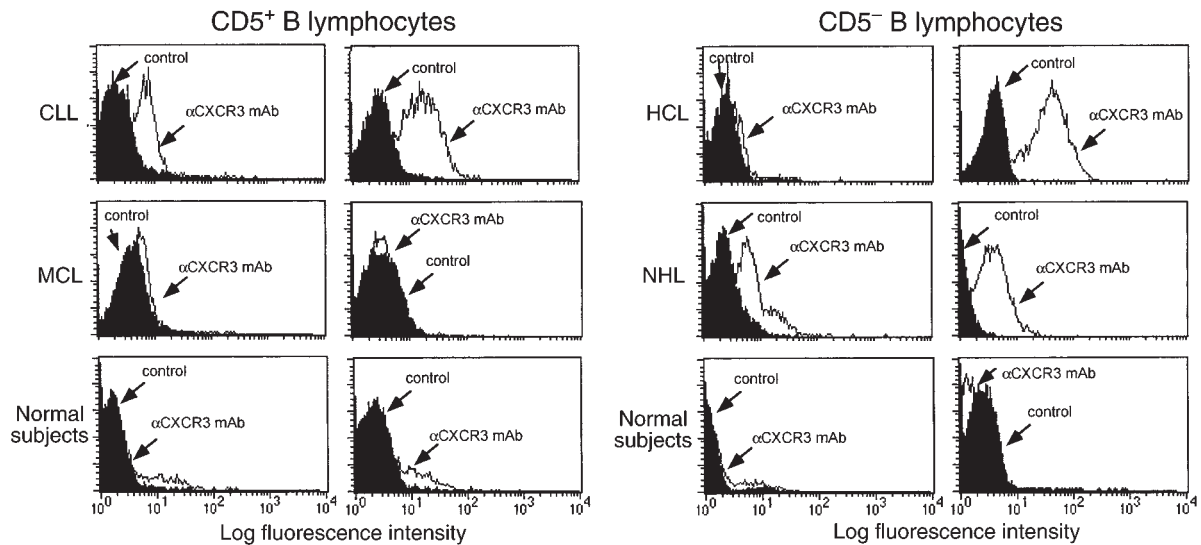 CD5⁺ B lymphocytes
CD5⁻ B lymphocytes
CLL
control
αCXCR3 mAb
control
αCXCR3 mAb
HCL
control
αCXCR3 mAb
control
αCXCR3 mAb
MCL
control
αCXCR3 mAb
αCXCR3 mAb
control
NHL
control
αCXCR3 mAb
control
αCXCR3 mAb
Normal
subjects
control
αCXCR3 mAb
control
αCXCR3 mAb
Normal
subjects
control
αCXCR3 mAb
αCXCR3 mAb
control
10⁰ 10¹ 10² 10³ 10⁴
10⁰ 10¹ 10² 10³ 10⁴
10⁰ 10¹ 10² 10³ 10⁴
10⁰ 10¹ 10² 10³ 10⁴
Log fluorescence intensity
Log fluorescence intensity